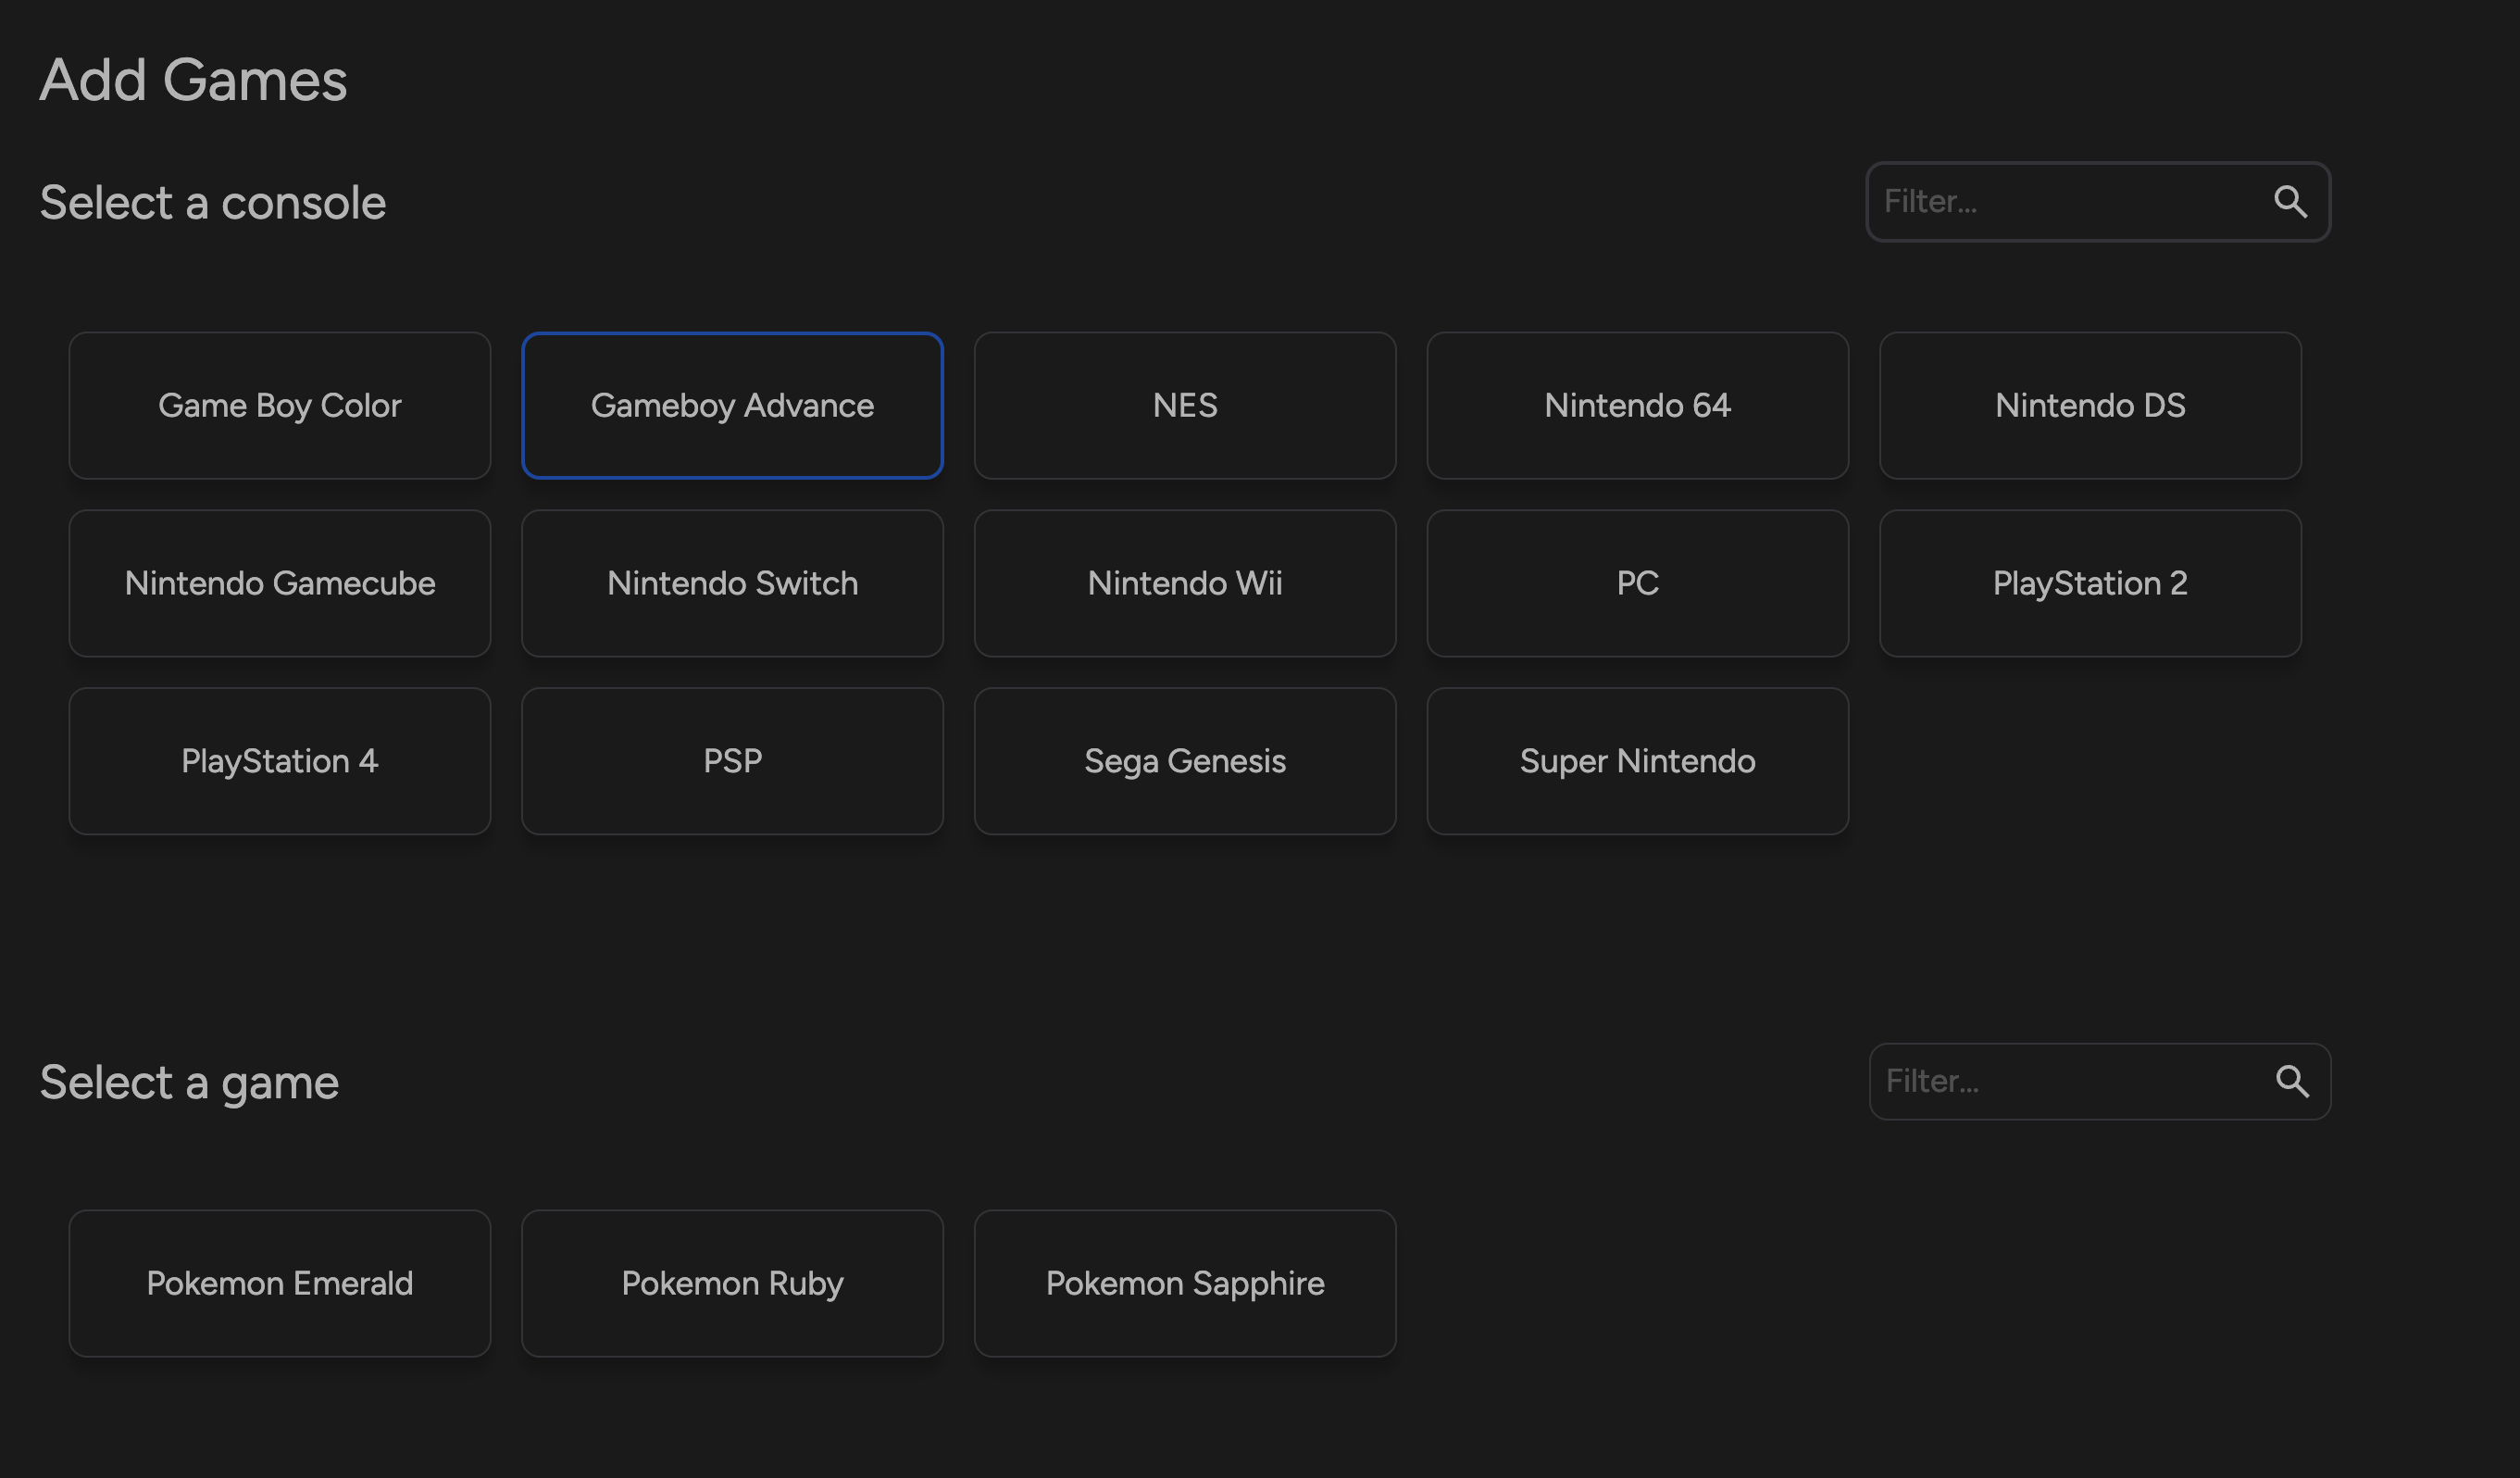 Add Games
Select a console
Filter...
Game Boy Color
Gameboy Advance
NES
Nintendo 64
Nintendo DS
Nintendo Gamecube
Nintendo Switch
Nintendo Wii
PC
PlayStation 2
PlayStation 4
PSP
Sega Genesis
Super Nintendo
Select a game
Filter...
Pokemon Emerald
Pokemon Ruby
Pokemon Sapphire